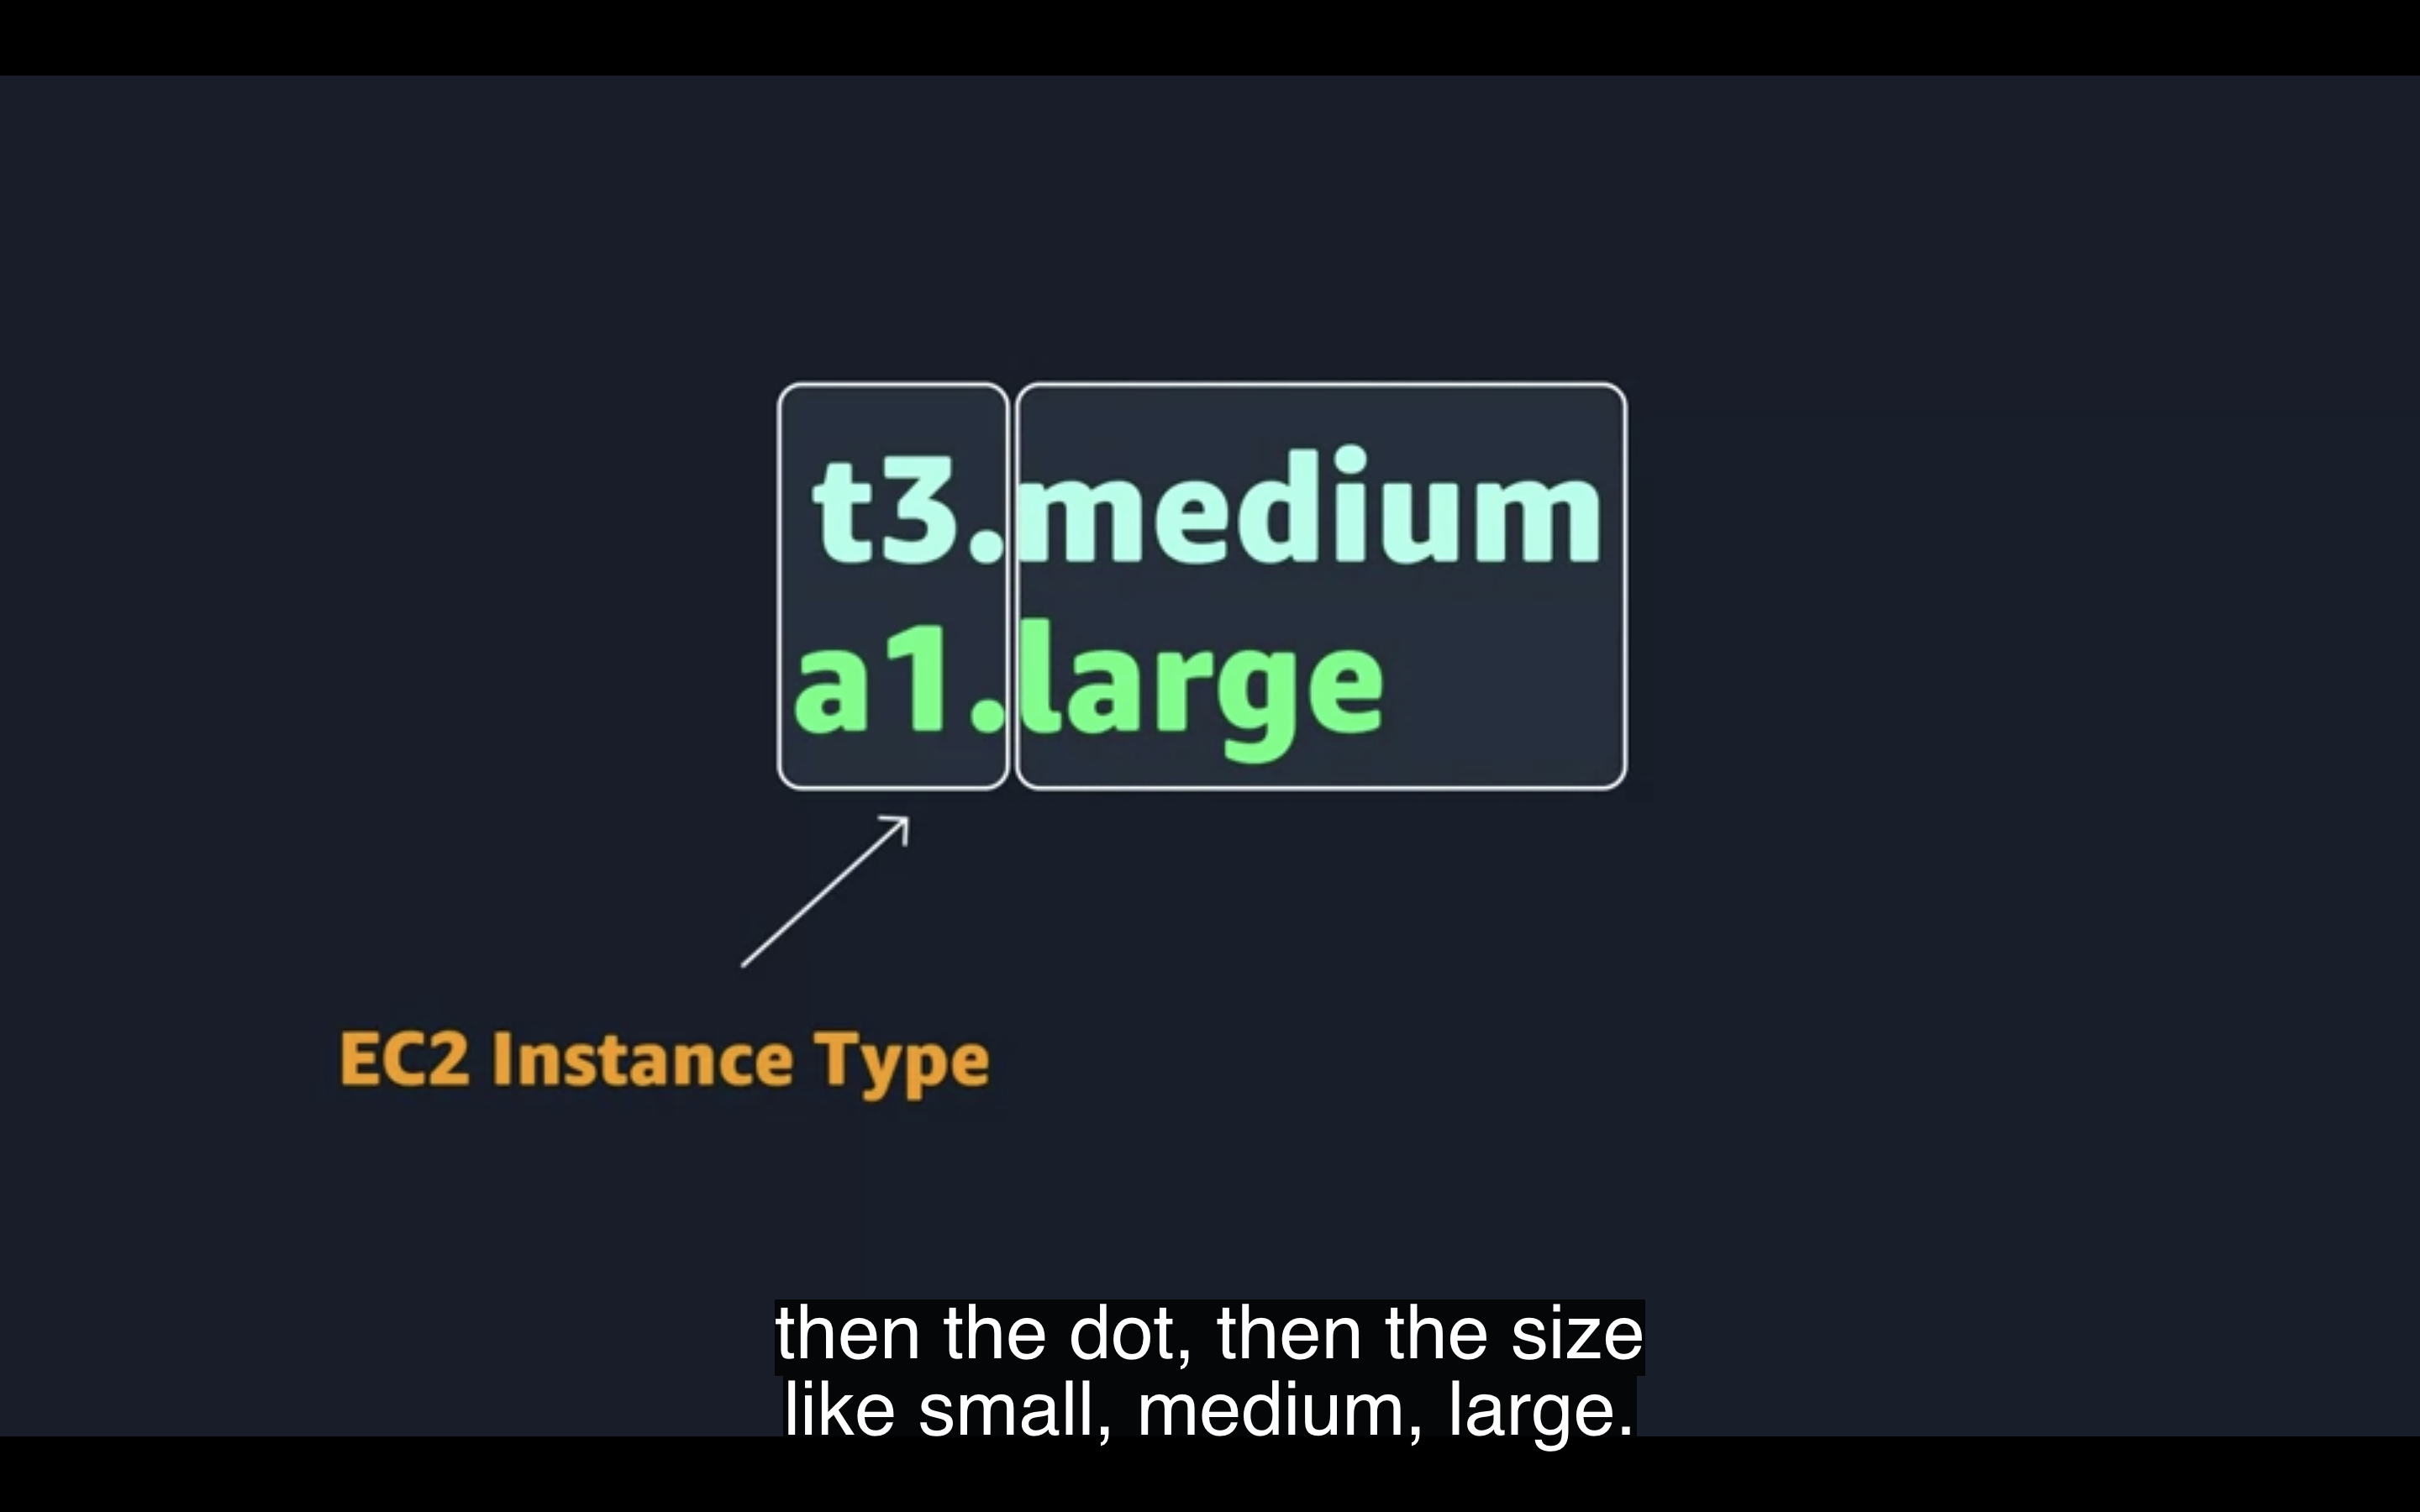 t3.medium
a1.large
EC2 Instance Type
then the dot, then the size
like small, medium, large.